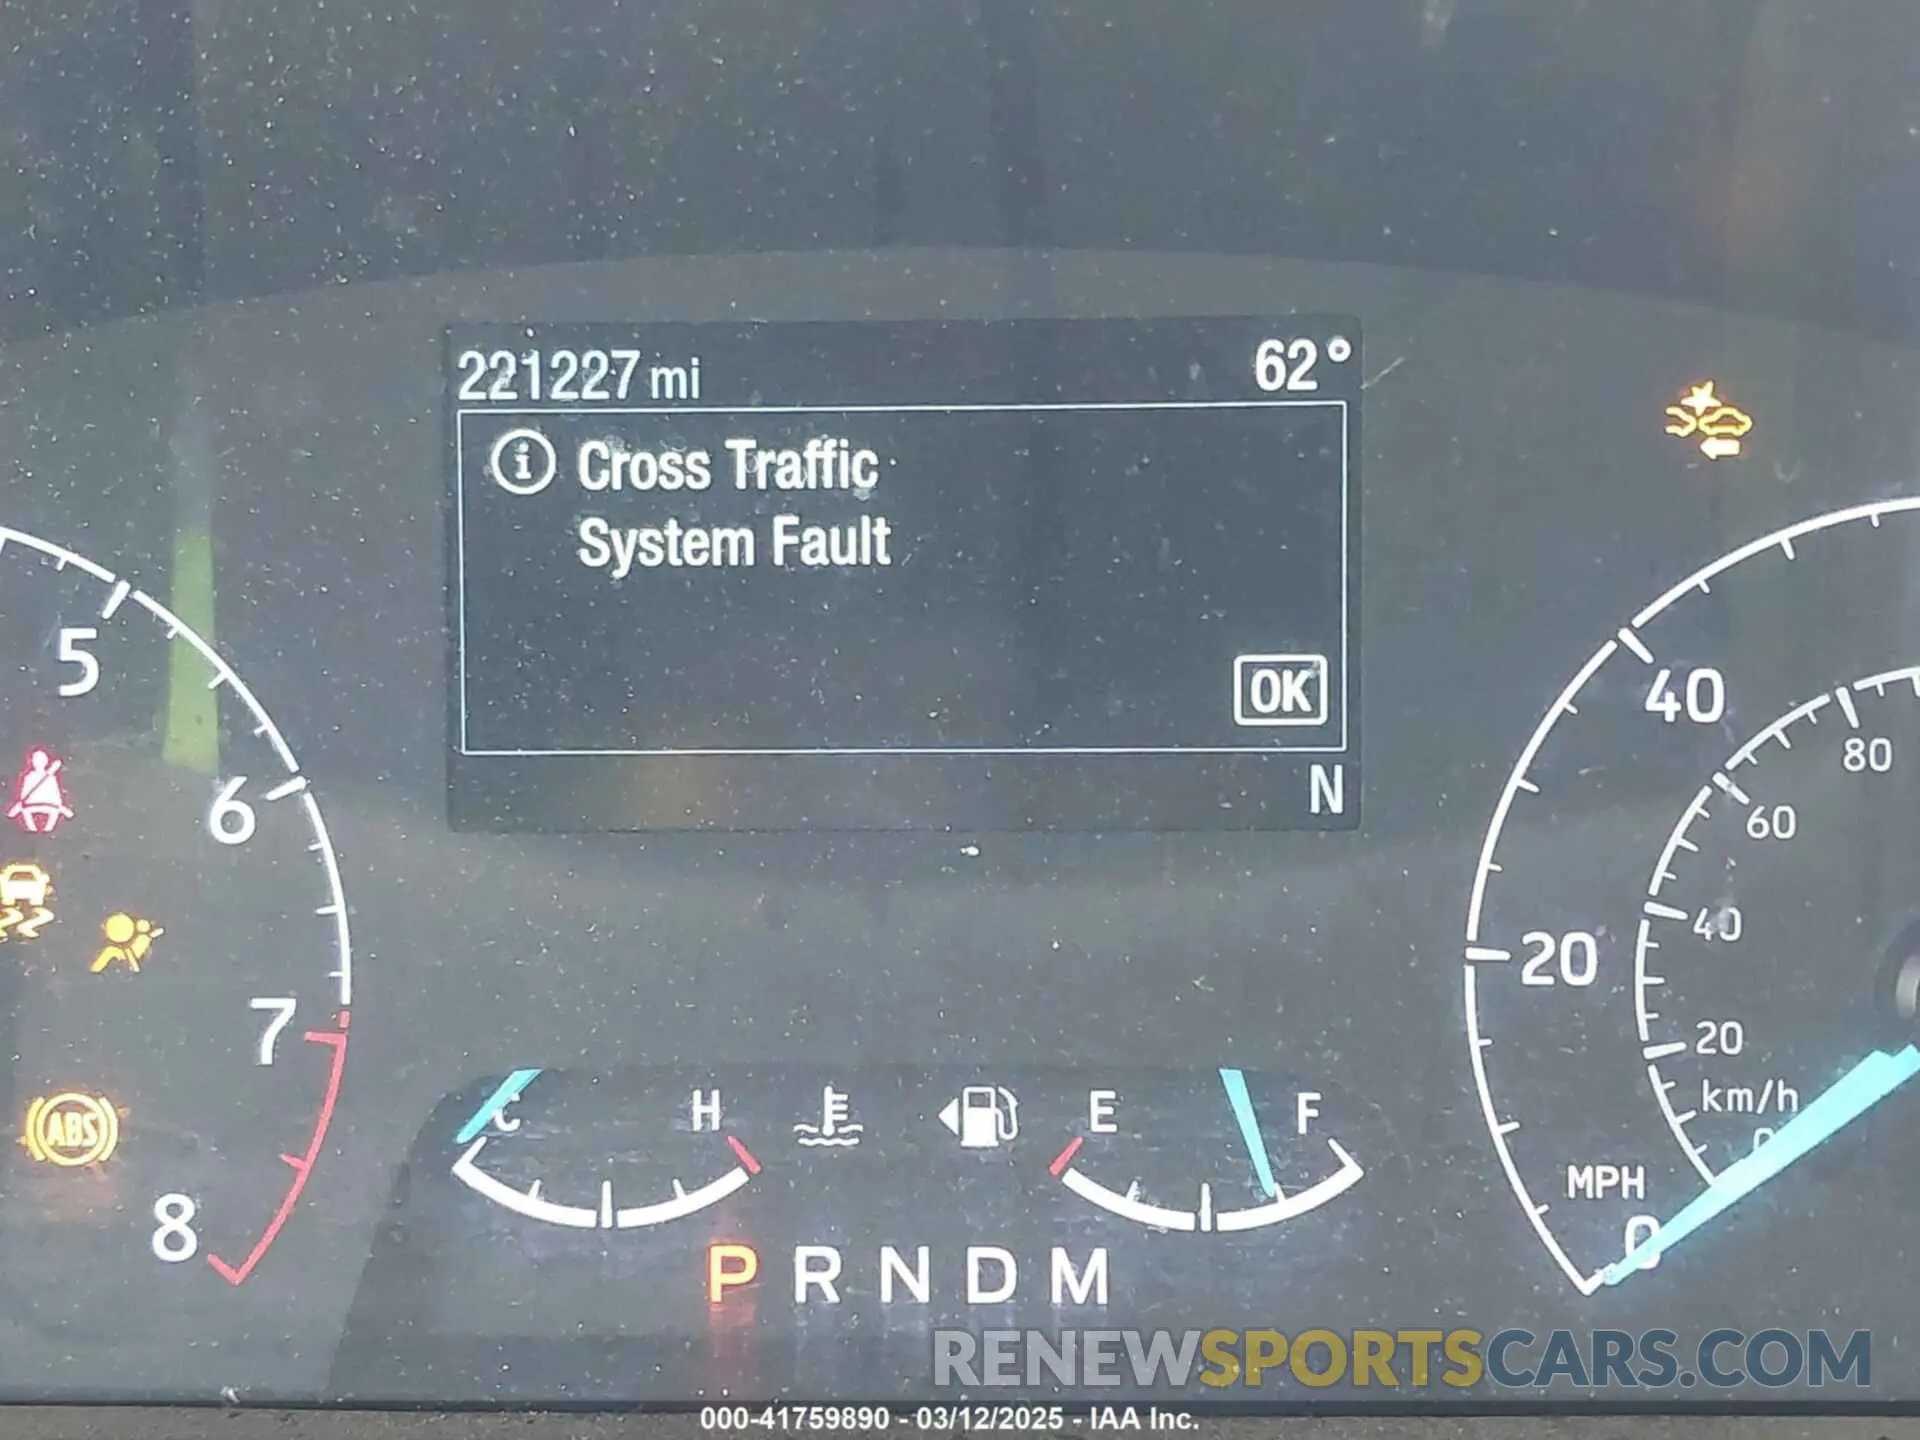 221227 mi 62°
Cross Traffic
System Fault
OK
N
5
6
7
8
ABS
C H E F
P R N D M
40
20
MPH
0
80
60
40
20
km/h
0
RENEWSPORTSCARS.COM
000-41759890 - 03/12/2025 - IAA Inc.